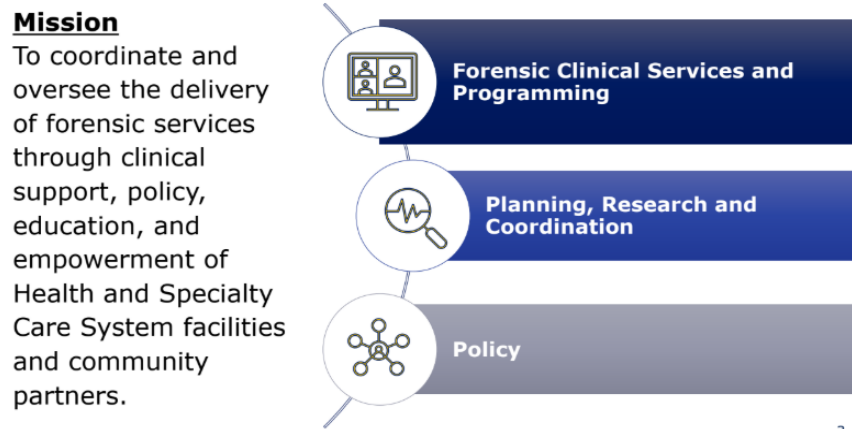 Mission
To coordinate and
oversee the delivery
of forensic services
through clinical
support, policy,
education, and
empowerment of
Health and Specialty
Care System facilities
and community
partners.
Forensic Clinical Services and
Programming
Planning, Research and
Coordination
Policy